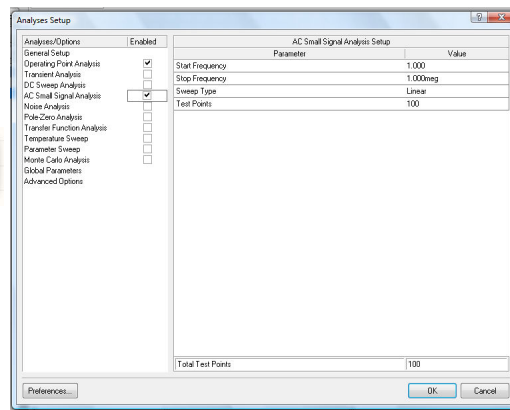 Analyses Setup
Analyses/Options Enabled
General Setup
Operating Point Analysis
Transient Analysis
DC Sweep Analysis
AC Small Signal Analysis
Noise Analysis
Pole-Zero Analysis
Transfer Function Analysis
Temperature Sweep
Parameter Sweep
Monte Carlo Analysis
Global Parameters
Advanced Options
AC Small Signal Analysis Setup
Parameter Value
Start Frequency 1.000
Stop Frequency 1.000meg
Sweep Type Linear
Test Points 100
Total Test Points 100
Preferences... OK Cancel